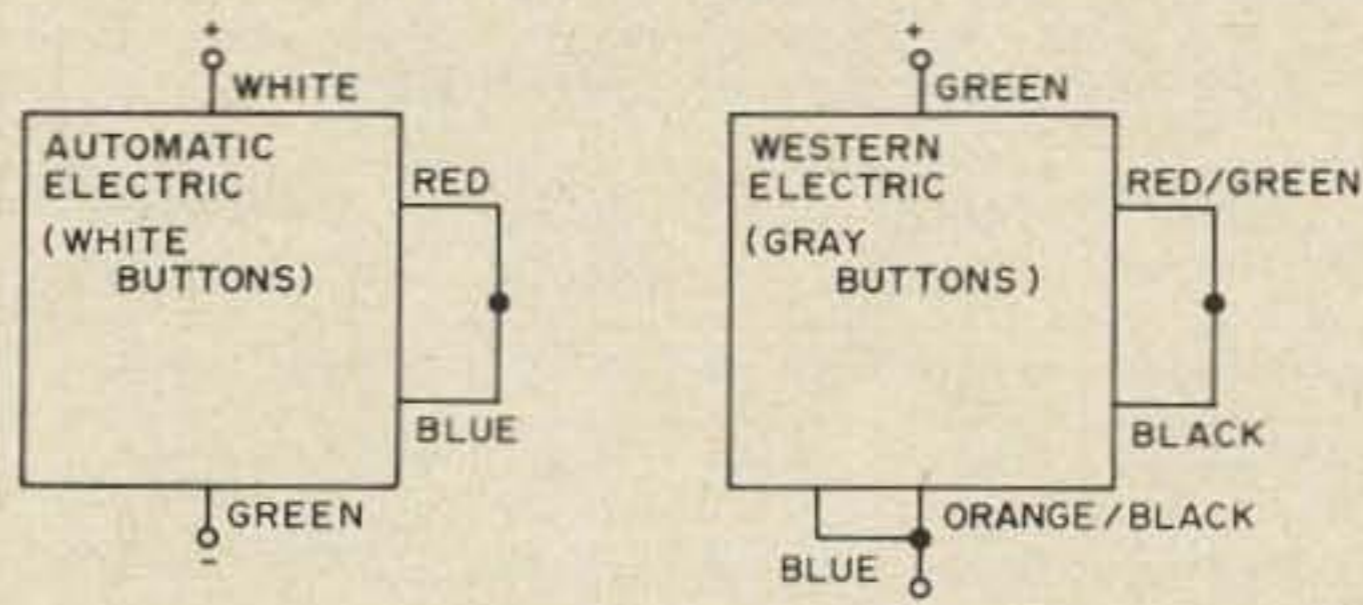 +
WHITE
AUTOMATIC
ELECTRIC
(WHITE
BUTTONS)
RED
BLUE
GREEN
-
+
GREEN
WESTERN
ELECTRIC
(GRAY
BUTTONS)
RED/GREEN
BLACK
ORANGE/BLACK
BLUE